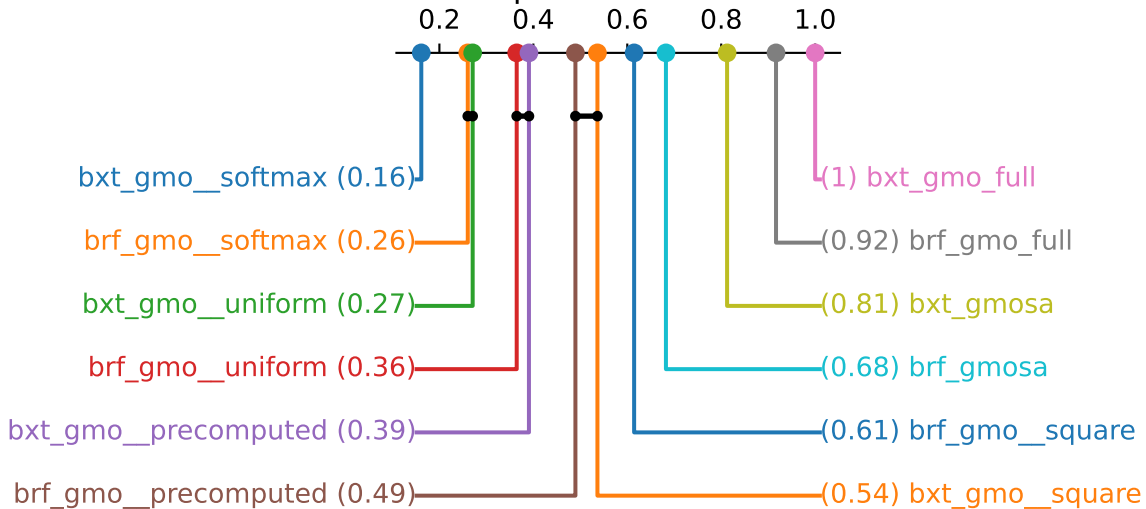 0.2 0.4 0.6 0.8 1.0
bxt_gmo__softmax (0.16) (1) bxt_gmo_full
brf_gmo__softmax (0.26) (0.92) brf_gmo_full
bxt_gmo__uniform (0.27) (0.81) bxt_gmosa
brf_gmo__uniform (0.36) (0.68) brf_gmosa
bxt_gmo__precomputed (0.39) (0.61) brf_gmo__square
brf_gmo__precomputed (0.49) (0.54) bxt_gmo__square